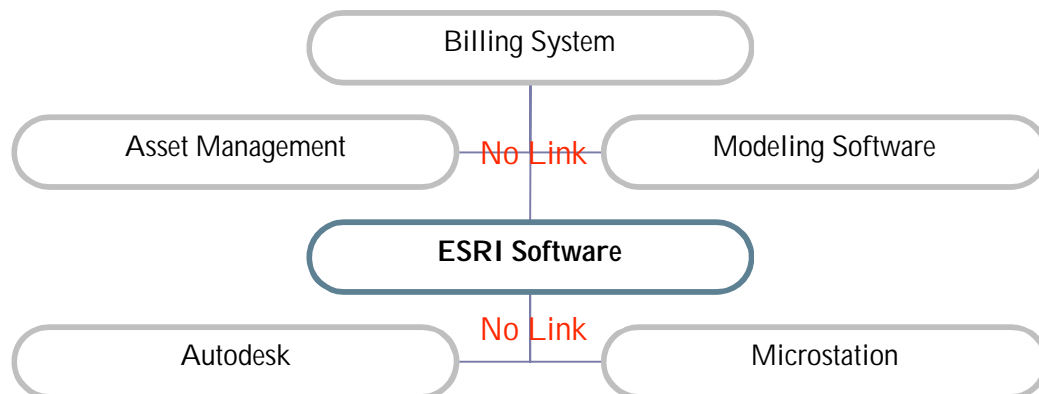 Billing System
Asset Management
No Link
Modeling Software
ESRI Software
No Link
Autodesk
Microstation